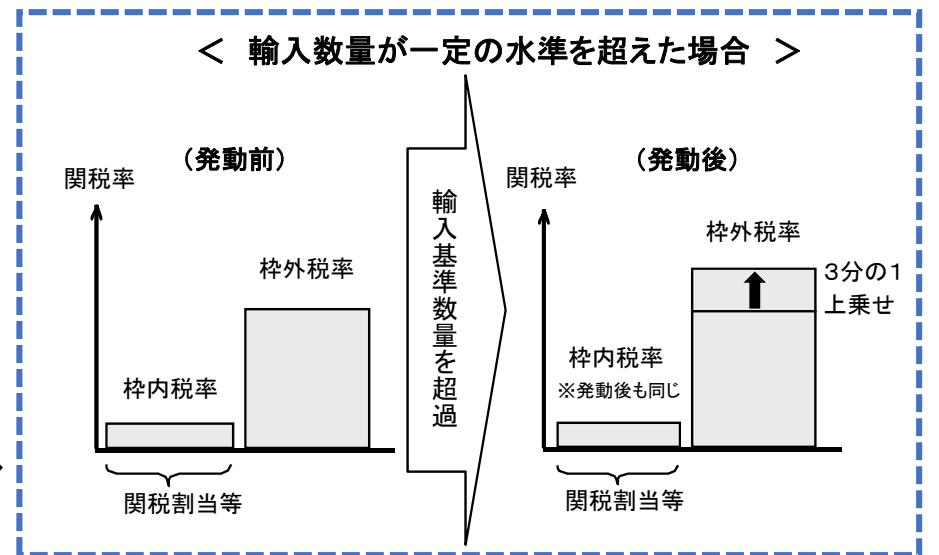 ＜ 輸入数量が一定の水準を超えた場合 ＞
（発動前）
関税率
枠外税率
枠内税率
関税割当等
輸入基準数量を超過
（発動後）
関税率
枠外税率
3分の1
上乗せ
枠内税率
※発動後も同じ
関税割当等